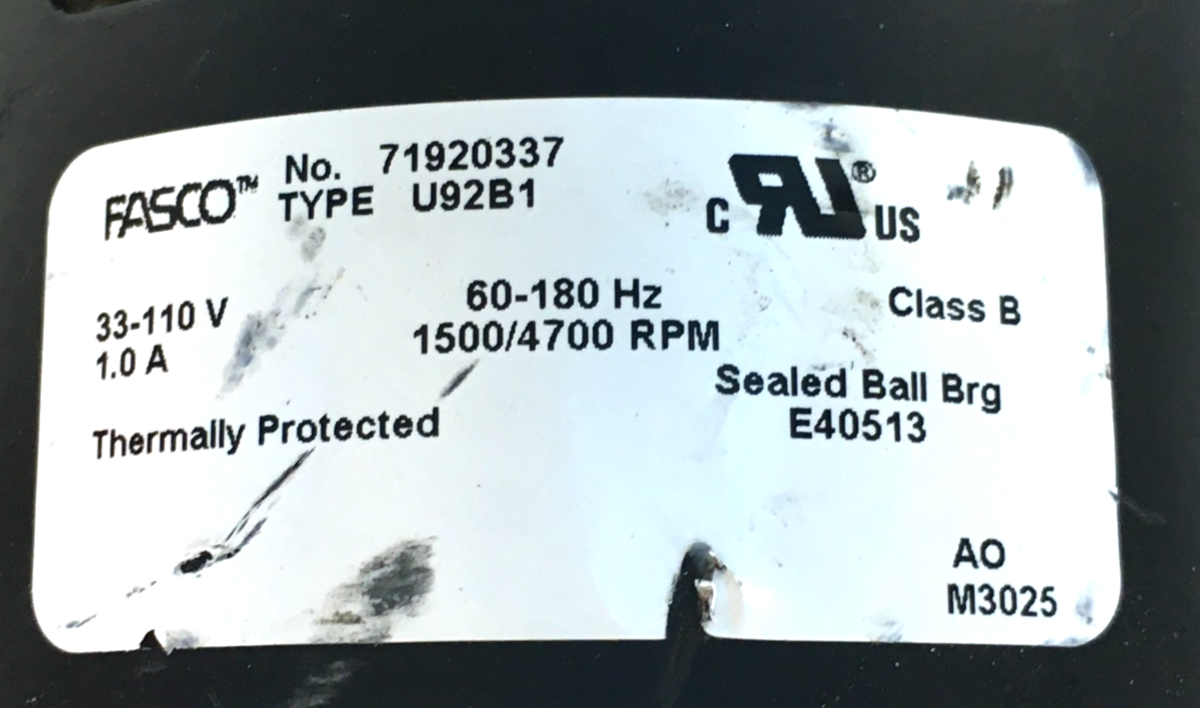 FASCO™ No. 71920337
TYPE U92B1
C RU® US
33-110 V
1.0 A
60-180 Hz
1500/4700 RPM
Class B
Thermally Protected
Sealed Ball Brg
E40513
AO
M3025